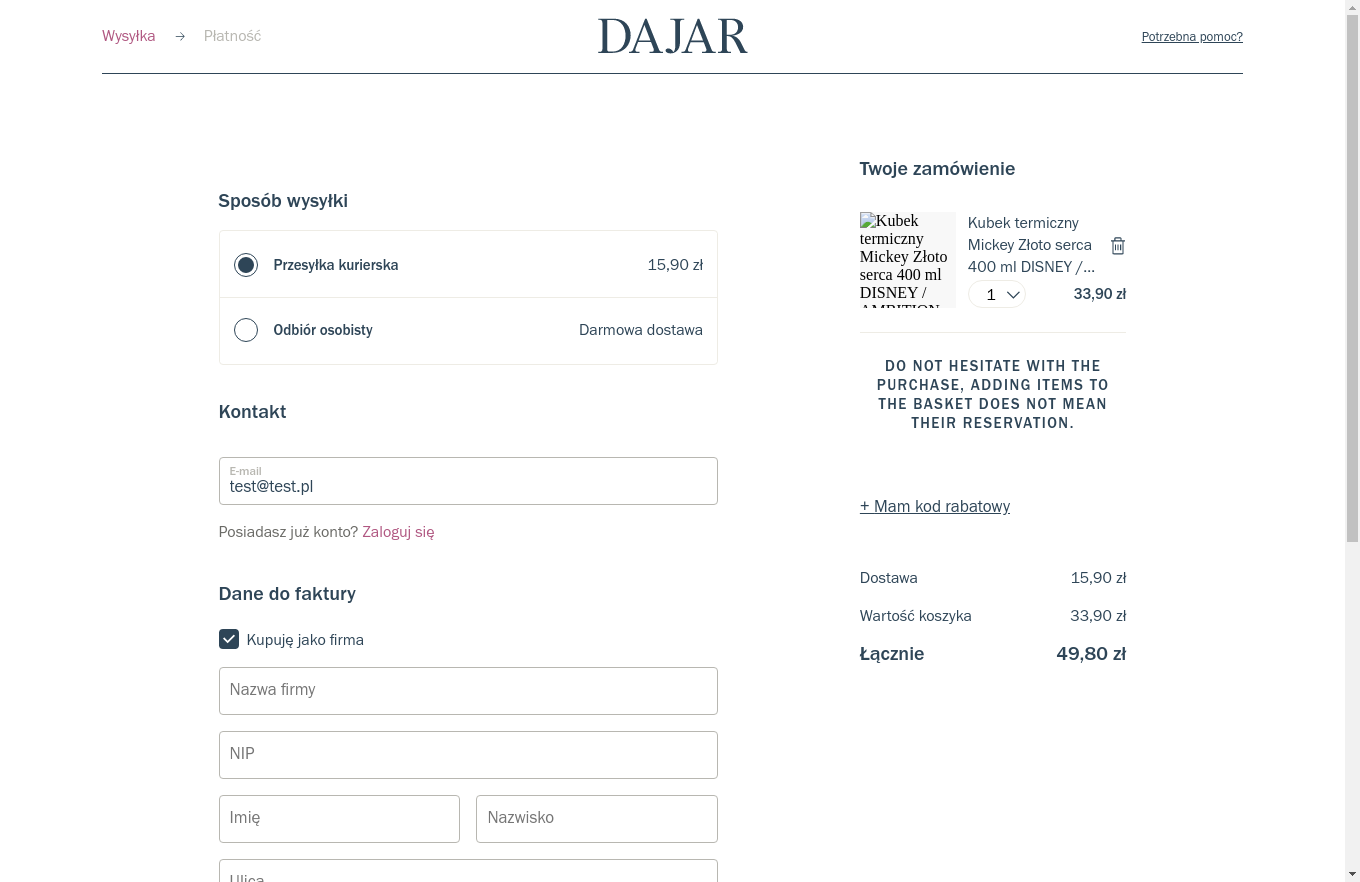 Wysyłka
Płatność
DAJAR
Potrzebna pomoc?
Sposób wysyłki
Przesyłka kurierska
15,90 zł
Odbiór osobisty
Darmowa dostawa
Kontakt
E-mail
test@test.pl
Posiadasz już konto? Zaloguj się
Dane do faktury
Kupuję jako firma
Nazwa firmy
NIP
Imię
Nazwisko
Ulica
Twoje zamówienie
Kubek
termiczny
Mickey Złoto
serca 400 ml
DISNEY /
AMBITION
Kubek termiczny
Mickey Złoto serca
400 ml DISNEY /...
1
33,90 zł
DO NOT HESITATE WITH THE
PURCHASE, ADDING ITEMS TO
THE BASKET DOES NOT MEAN
THEIR RESERVATION.
+ Mam kod rabatowy
Dostawa
15,90 zł
Wartość koszyka
33,90 zł
Łącznie
49,80 zł